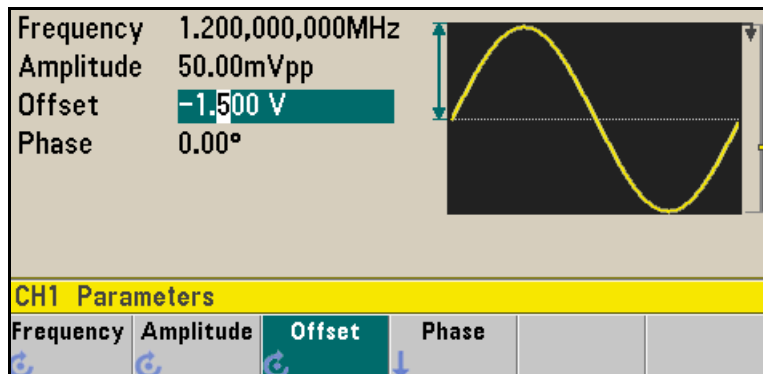 Frequency 1.200,000,000MHz
Amplitude 50.00mVpp
Offset -1.500 V
Phase 0.00°
CH1 Parameters
Frequency Amplitude Offset Phase